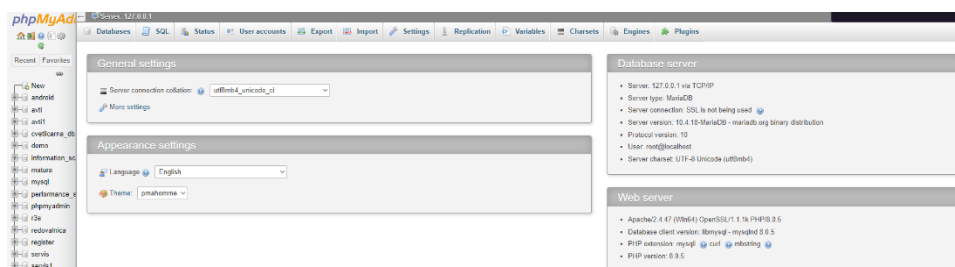 phpMyAd
Server: 127.0.0.1
Databases SQL Status User accounts Export Import Settings Replication Variables Charsets Engines Plugins
Recent Favorites
New
android
avti
avti1
cveticarna_db
demo
information_sc
matura
mysql
performance_s
phpmyadmin
r3a
redovalnica
register
servis
servis1
General settings
Server connection collation: utf8mb4_unicode_ci
More settings
Appearance settings
Language English
Theme: pmahomme
Database server
Server: 127.0.0.1 via TCP/IP
Server type: MariaDB
Server connection: SSL is not being used
Server version: 10.4.18-MariaDB - mariadb.org binary distribution
Protocol version: 10
User: root@localhost
Server charset: UTF-8 Unicode (utf8mb4)
Web server
Apache/2.4.47 (Win64) OpenSSL/1.1.1k PHP/8.0.5
Database client version: libmysql - mysqlnd 8.0.5
PHP extension: mysqli curl mbstring
PHP version: 8.0.5